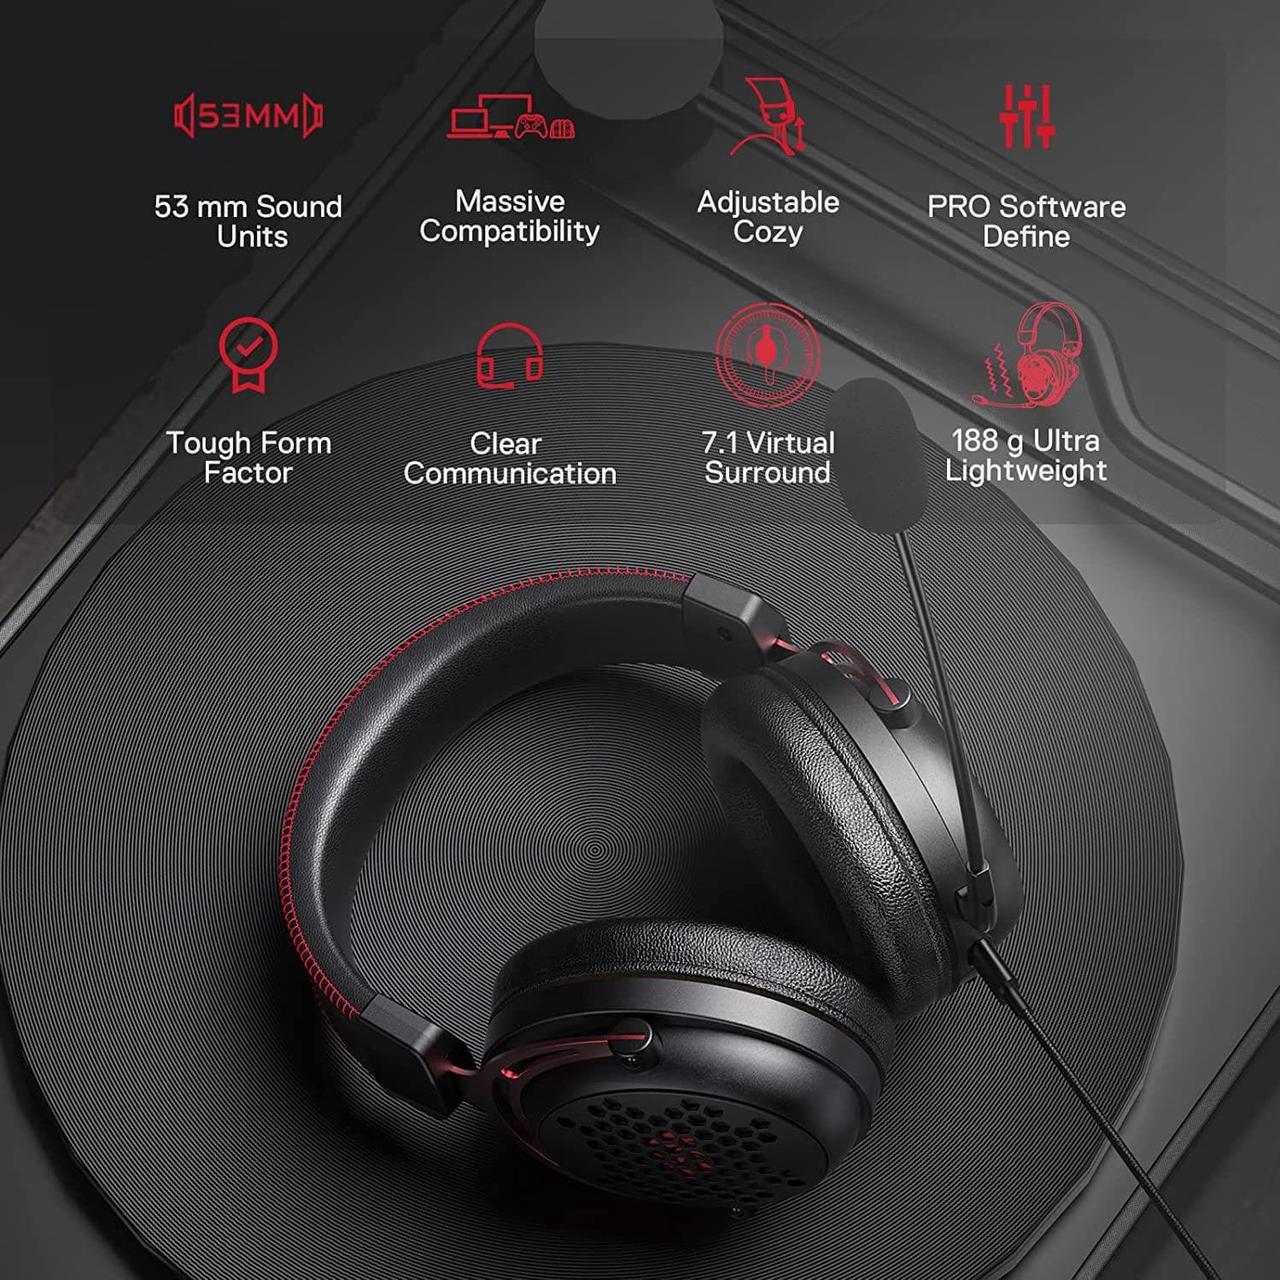 53MM
53 mm Sound
Units
Massive
Compatibility
Adjustable
Cozy
PRO Software
Define
Tough Form
Factor
Clear
Communication
7.1 Virtual
Surround
188 g Ultra
Lightweight